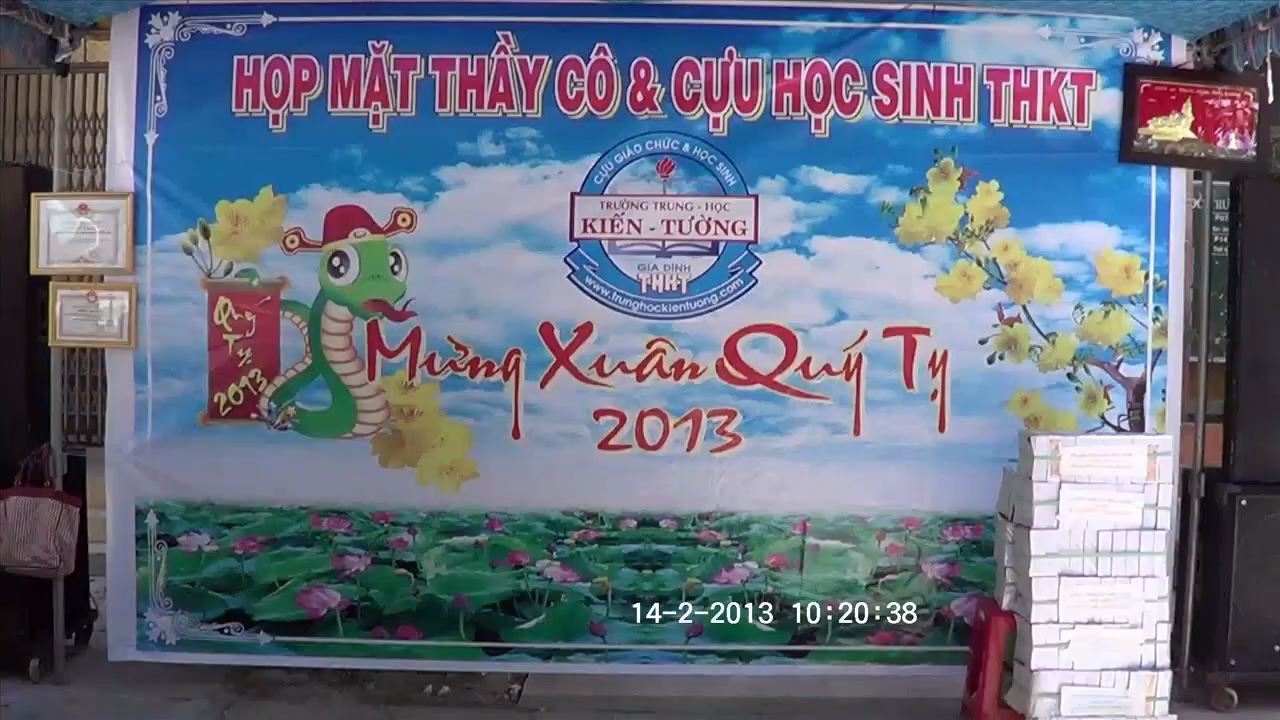 HỌP MẶT THẦY CÔ & CỰU HỌC SINH THKT
CỰU GIÁO CHỨC & HỌC SINH
TRƯỜNG TRUNG - HỌC
KIẾN - TƯỜNG
GIA ĐÌNH
THKT
www.trunghockientuong.com
Quý
Tỵ
2013
Mừng Xuân Quý Tỵ
2013
14-2-2013 10:20:38